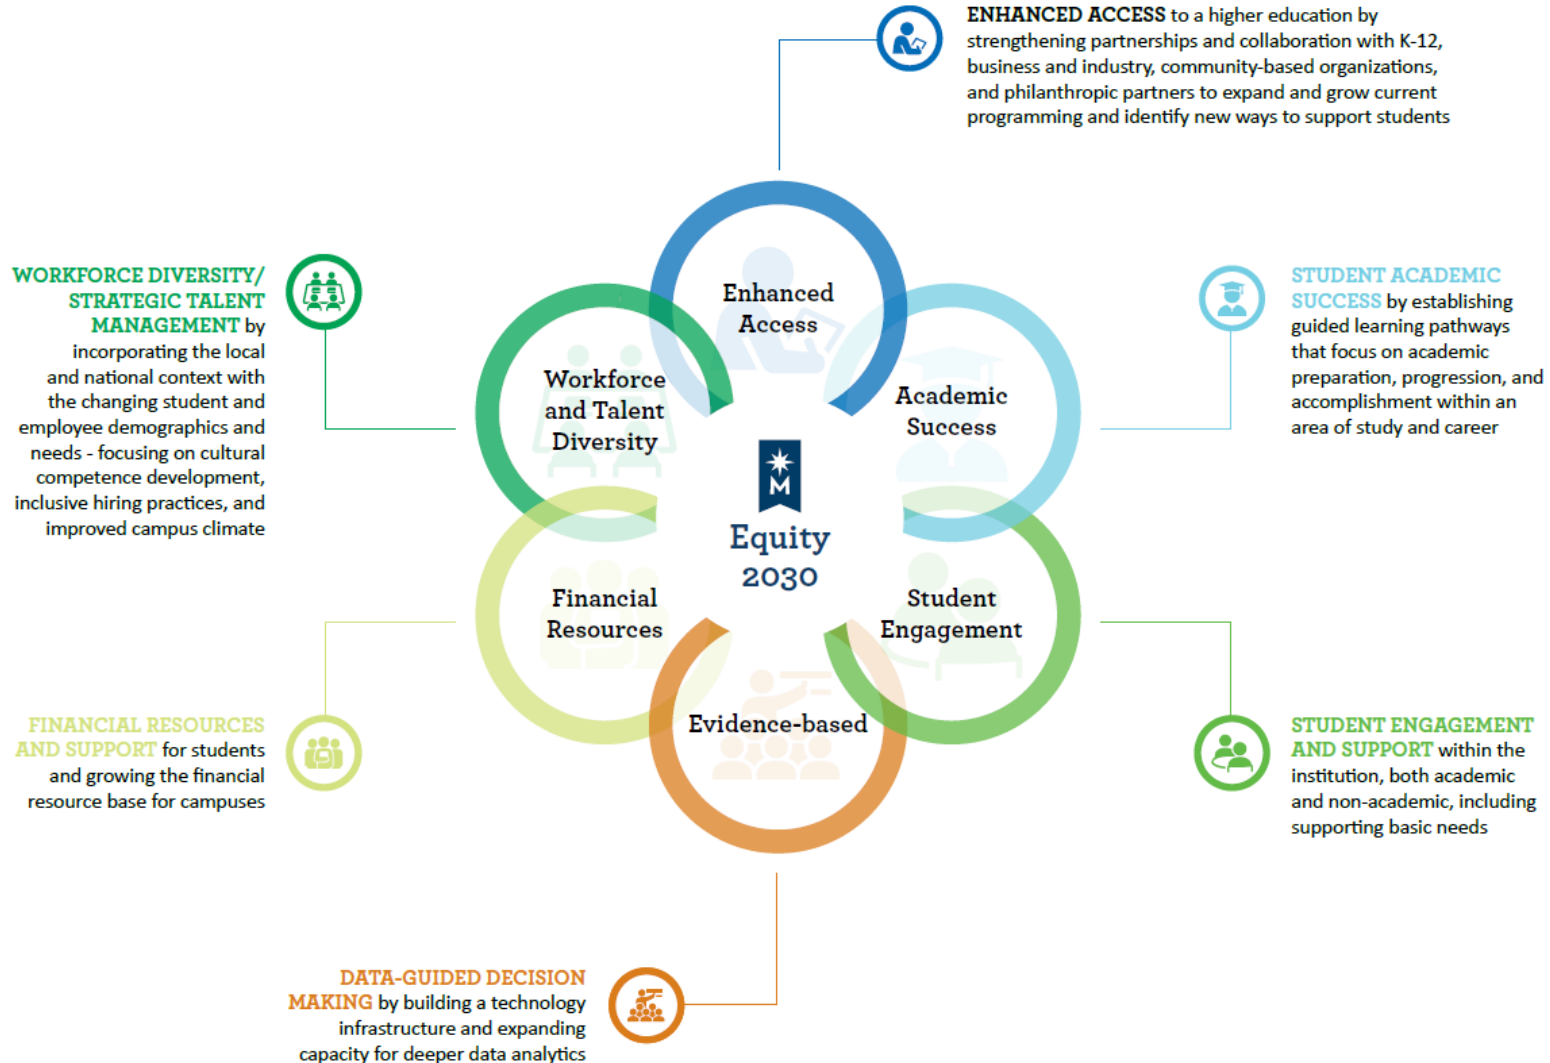 ENHANCED ACCESS to a higher education by
strengthening partnerships and collaboration with K-12,
business and industry, community-based organizations,
and philanthropic partners to expand and grow current
programming and identify new ways to support students
WORKFORCE DIVERSITY/
STRATEGIC TALENT
MANAGEMENT by
incorporating the local
and national context with
the changing student and
employee demographics and
needs - focusing on cultural
competence development,
inclusive hiring practices, and
improved campus climate
STUDENT ACADEMIC
SUCCESS by establishing
guided learning pathways
that focus on academic
preparation, progression, and
accomplishment within an
area of study and career
Enhanced
Access
Workforce
and Talent
Diversity
Academic
Success
M
Equity
2030
Financial
Resources
Student
Engagement
Evidence-based
FINANCIAL RESOURCES
AND SUPPORT for students
and growing the financial
resource base for campuses
STUDENT ENGAGEMENT
AND SUPPORT within the
institution, both academic
and non-academic, including
supporting basic needs
DATA-GUIDED DECISION
MAKING by building a technology
infrastructure and expanding
capacity for deeper data analytics